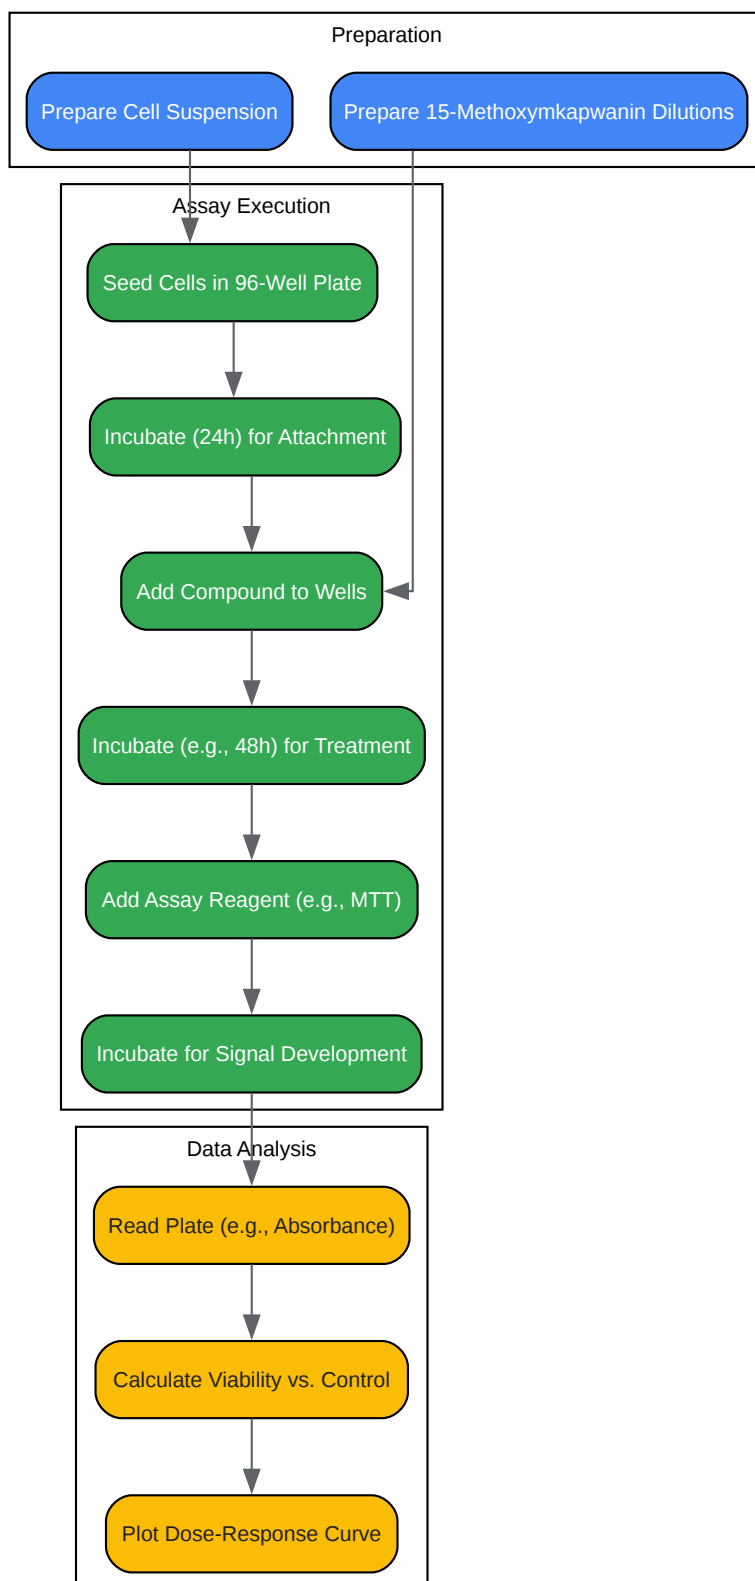 Preparation
Prepare Cell Suspension
Prepare 15-Methoxymkapwanin Dilutions
Assay Execution
Seed Cells in 96-Well Plate
Incubate (24h) for Attachment
Add Compound to Wells
Incubate (e.g., 48h) for Treatment
Add Assay Reagent (e.g., MTT)
Incubate for Signal Development
Data Analysis
Read Plate (e.g., Absorbance)
Calculate Viability vs. Control
Plot Dose-Response Curve